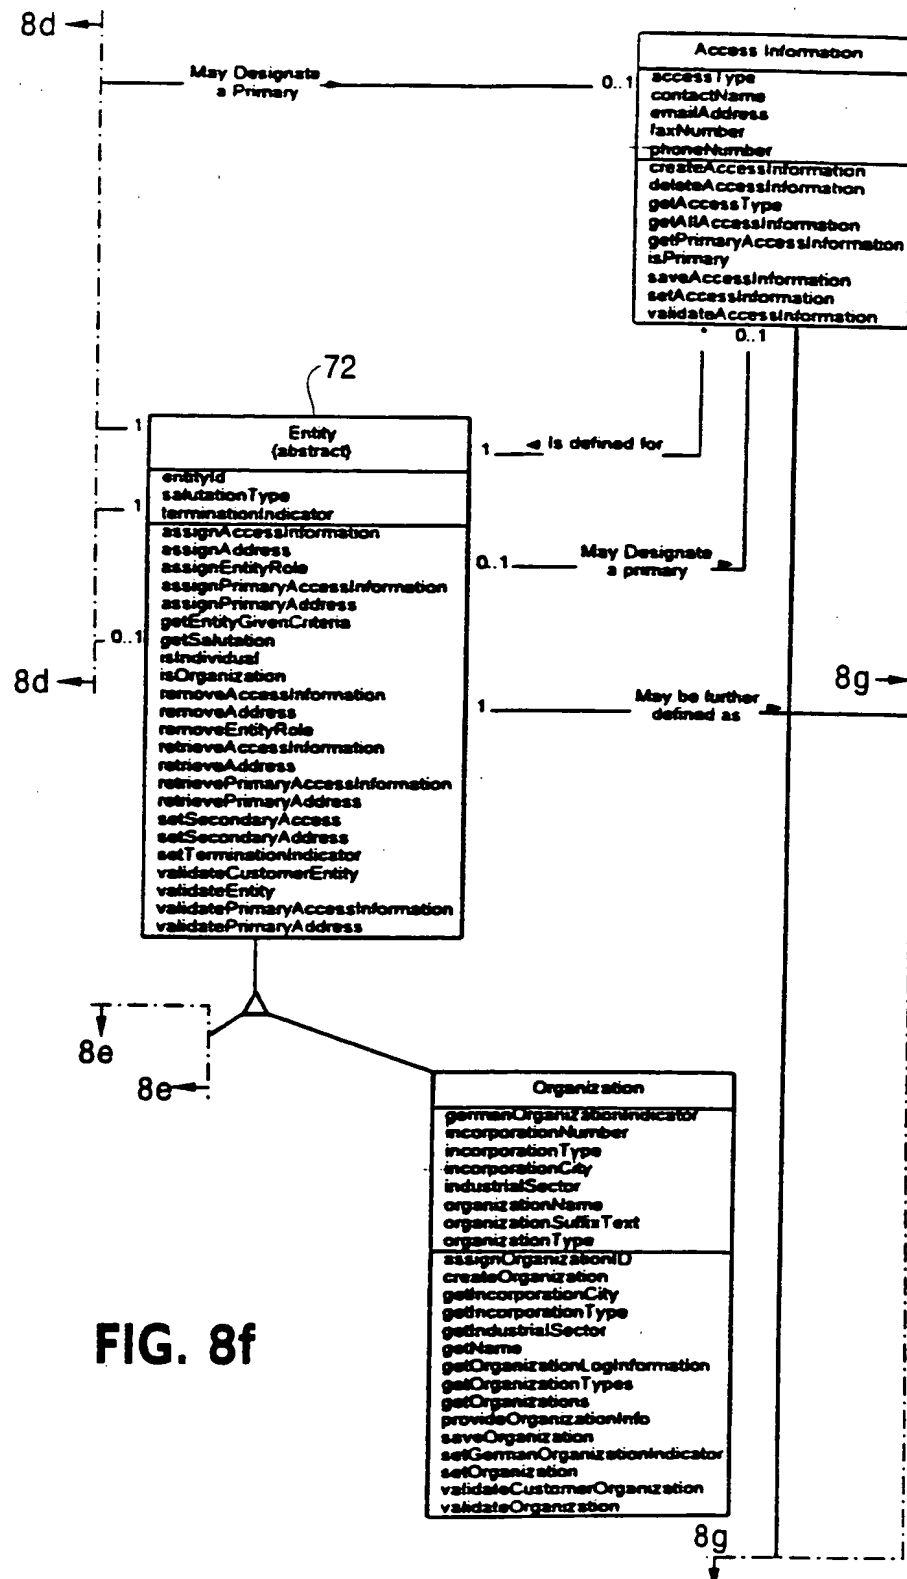 8d
May Designate
a Primary
0..1
Access Information
accessType
contactName
emailAddress
faxNumber
phoneNumber
createAccessInformation
deleteAccessInformation
getAccessType
getAllAccessInformation
getPrimaryAccessInformation
isPrimary
saveAccessInformation
setAccessInformation
validateAccessInformation
*
0..1
72
1
Entity
(abstract)
1
Is defined for
entityId
salutationType
terminationIndicator
1
assignAccessInformation
assignAddress
assignEntityRole
assignPrimaryAccessInformation
assignPrimaryAddress
getEntityGivenCriteria
getSalutation
isIndividual
isOrganization
removeAccessInformation
removeAddress
removeEntityRole
retrieveAccessInformation
retrieveAddress
retrievePrimaryAccessInformation
retrievePrimaryAddress
setSecondaryAccess
setSecondaryAddress
setTerminationIndicator
validateCustomerEntity
validateEntity
validatePrimaryAccessInformation
validatePrimaryAddress
0..1
May Designate
a primary
0..1
8d
8g
1
May be further
defined as
8e
8e
Organization
germanOrganizationIndicator
incorporationNumber
incorporationType
incorporationCity
industrialSector
organizationName
organizationSuffixText
organizationType
assignOrganizationID
createOrganization
getIncorporationCity
getIncorporationType
getIndustrialSector
getName
getOrganizationLogInformation
getOrganizationTypes
getOrganizations
provideOrganizationInfo
saveOrganization
setGermanOrganizationIndicator
setOrganization
validateCustomerOrganization
validateOrganization
FIG. 8f
8g